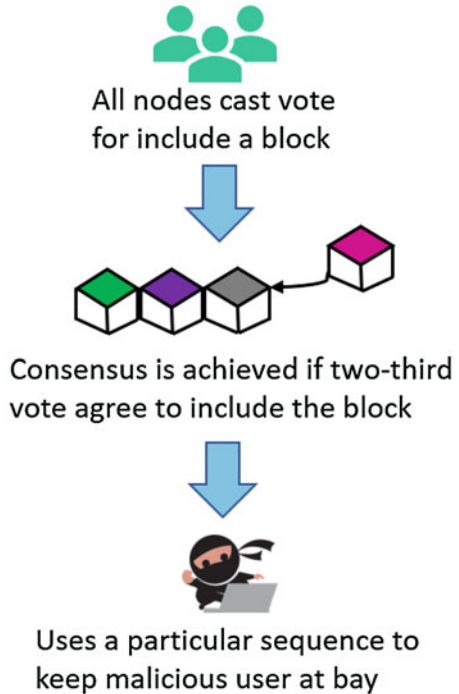 All nodes cast vote
for include a block
Consensus is achieved if two-third
vote agree to include the block
Uses a particular sequence to
keep malicious user at bay